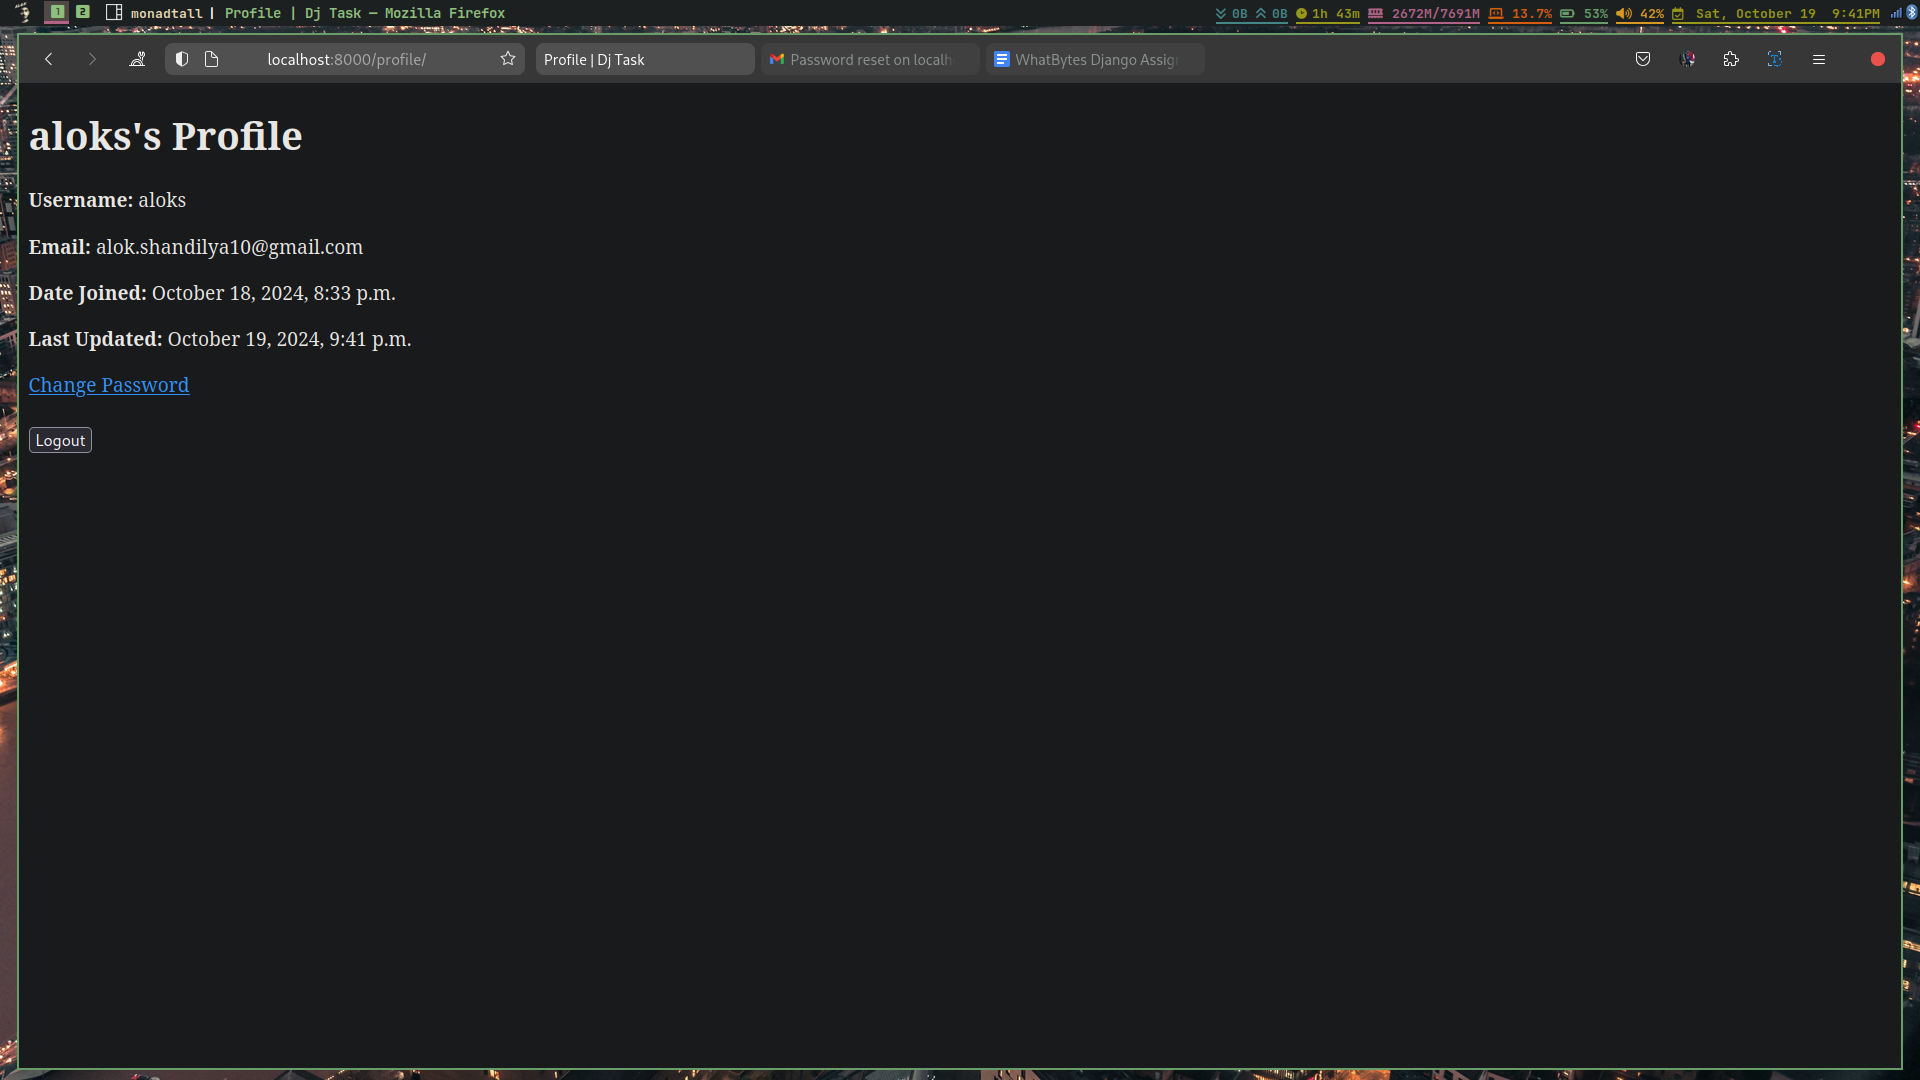 1 2 monadtall | Profile | Dj Task — Mozilla Firefox 0B 0B 1h 43m 2672M/7691M 13.7% 53% 42% Sat, October 19 9:41PM
localhost:8000/profile/ Profile | Dj Task Password reset on localh WhatBytes Django Assig
aloks's Profile
Username: aloks
Email: alok.shandilya10@gmail.com
Date Joined: October 18, 2024, 8:33 p.m.
Last Updated: October 19, 2024, 9:41 p.m.
Change Password
Logout